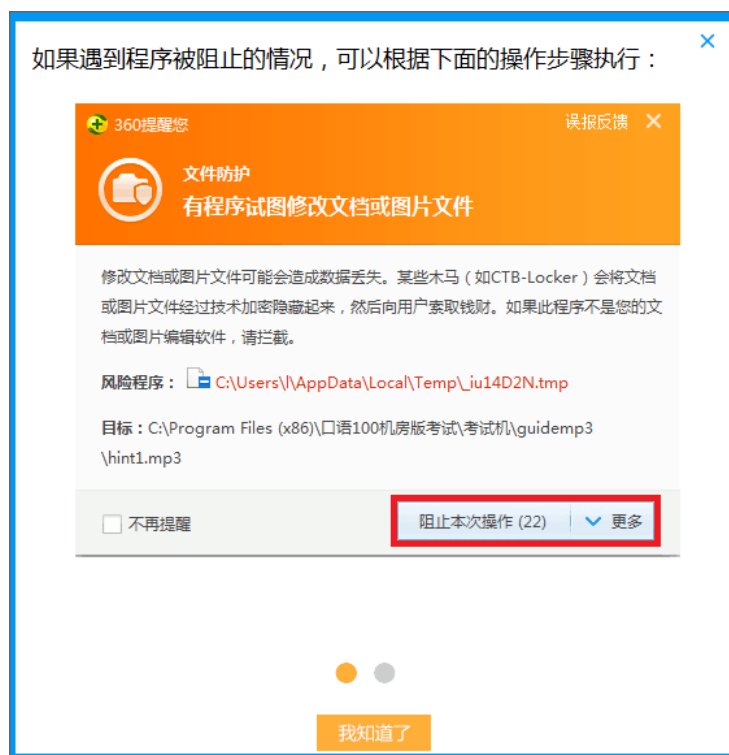 如果遇到程序被阻止的情况，可以根据下面的操作步骤执行：
360提醒您
误报反馈
文件防护
有程序试图修改文档或图片文件
修改文档或图片文件可能会造成数据丢失。某些木马（如CTB-Locker）会将文档
或图片文件经过技术加密隐藏起来，然后向用户索取钱财。如果此程序不是您的文
档或图片编辑软件，请拦截。
风险程序： C:\Users\l\AppData\Local\Temp\_iu14D2N.tmp
目标：C:\Program Files (x86)\口语100机房版考试\考试机\guidemp3
\hint1.mp3
不再提醒
阻止本次操作 (22)
更多
我知道了